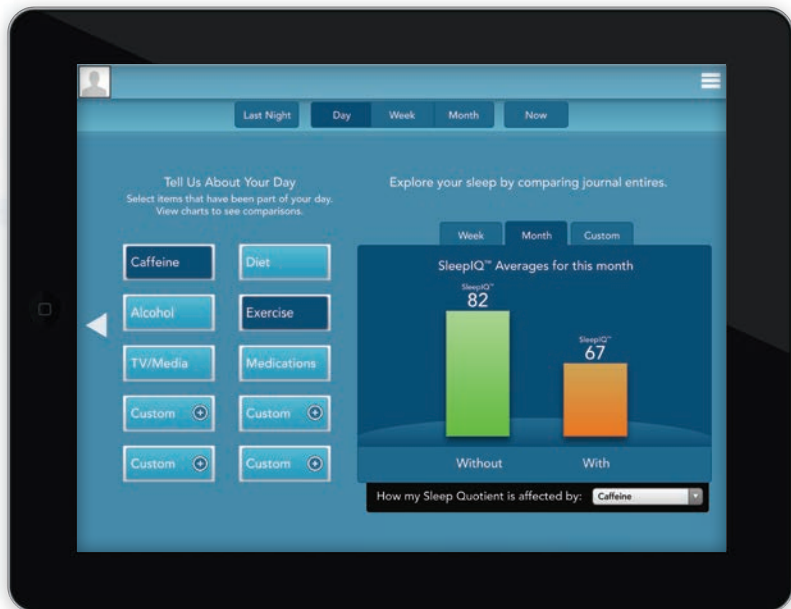 Last Night
Day
Week
Month
Now
Tell Us About Your Day
Select items that have been part of your day.
View charts to see comparisons.
Caffeine
Diet
Alcohol
Exercise
TV/Media
Medications
Custom
Custom
Custom
Custom
Explore your sleep by comparing journal entires.
Week
Month
Custom
SleepIQ™ Averages for this month
SleepIQ™
82
SleepIQ™
67
Without
With
How my Sleep Quotient is affected by:
Caffeine